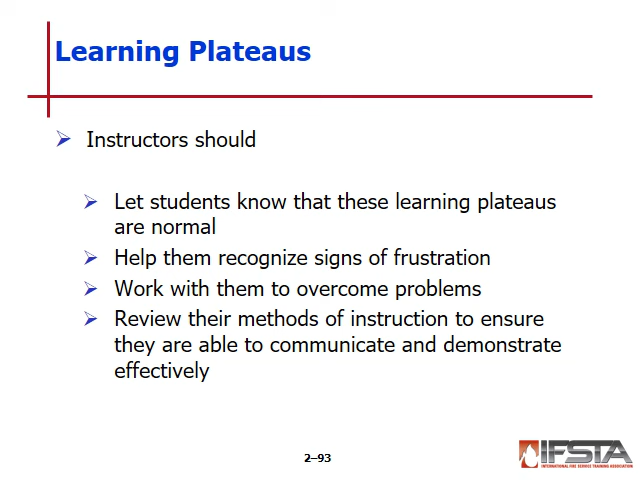 Learning Plateaus
Instructors should
Let students know that these learning plateaus
are normal
Help them recognize signs of frustration
Work with them to overcome problems
Review their methods of instruction to ensure
they are able to communicate and demonstrate
effectively
2–93
IFSTA
INTERNATIONAL FIRE SERVICE TRAINING ASSOCIATION